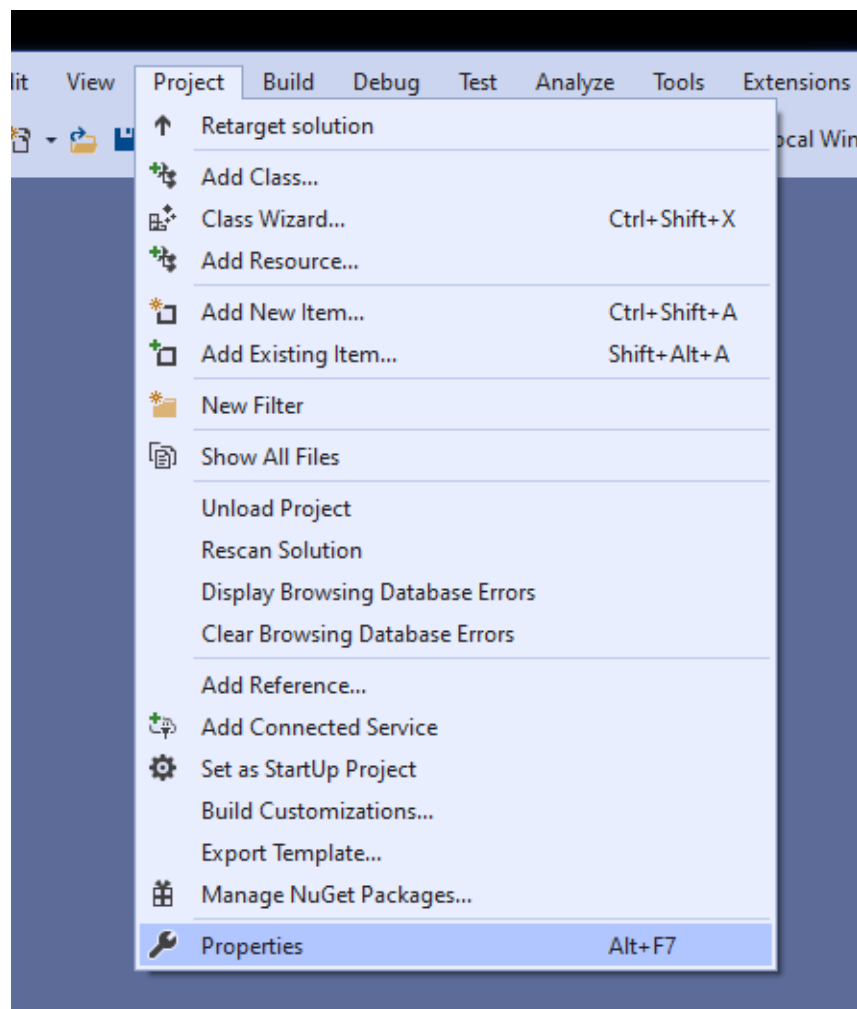 View Project Build Debug Test Analyze Tools Extensions
Retarget solution
Add Class...
Class Wizard... Ctrl+Shift+X
Add Resource...
Add New Item... Ctrl+Shift+A
Add Existing Item... Shift+Alt+A
New Filter
Show All Files
Unload Project
Rescan Solution
Display Browsing Database Errors
Clear Browsing Database Errors
Add Reference...
Add Connected Service
Set as StartUp Project
Build Customizations...
Export Template...
Manage NuGet Packages...
Properties Alt+F7